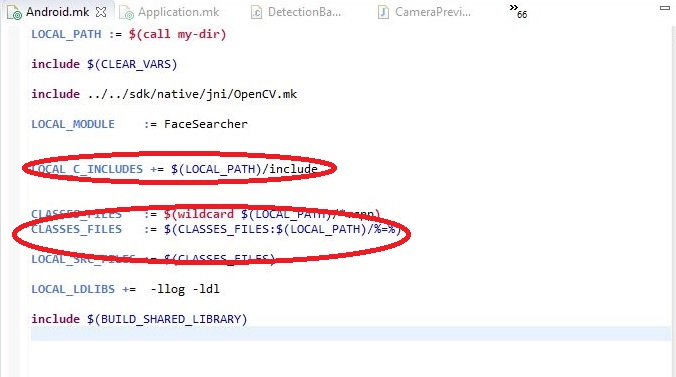 Android.mk Application.mk DetectionBa... CameraPrevi... »66
LOCAL_PATH := $(call my-dir)
include $(CLEAR_VARS)
include ../../sdk/native/jni/OpenCV.mk
LOCAL_MODULE := FaceSearcher
LOCAL_C_INCLUDES += $(LOCAL_PATH)/include
CLASSES_FILES := $(wildcard $(LOCAL_PATH)/*.cpp)
CLASSES_FILES := $(CLASSES_FILES:$(LOCAL_PATH)/%=%)
LOCAL_SRC_FILES := $(CLASSES_FILES)
LOCAL_LDLIBS += -llog -ldl
include $(BUILD_SHARED_LIBRARY)